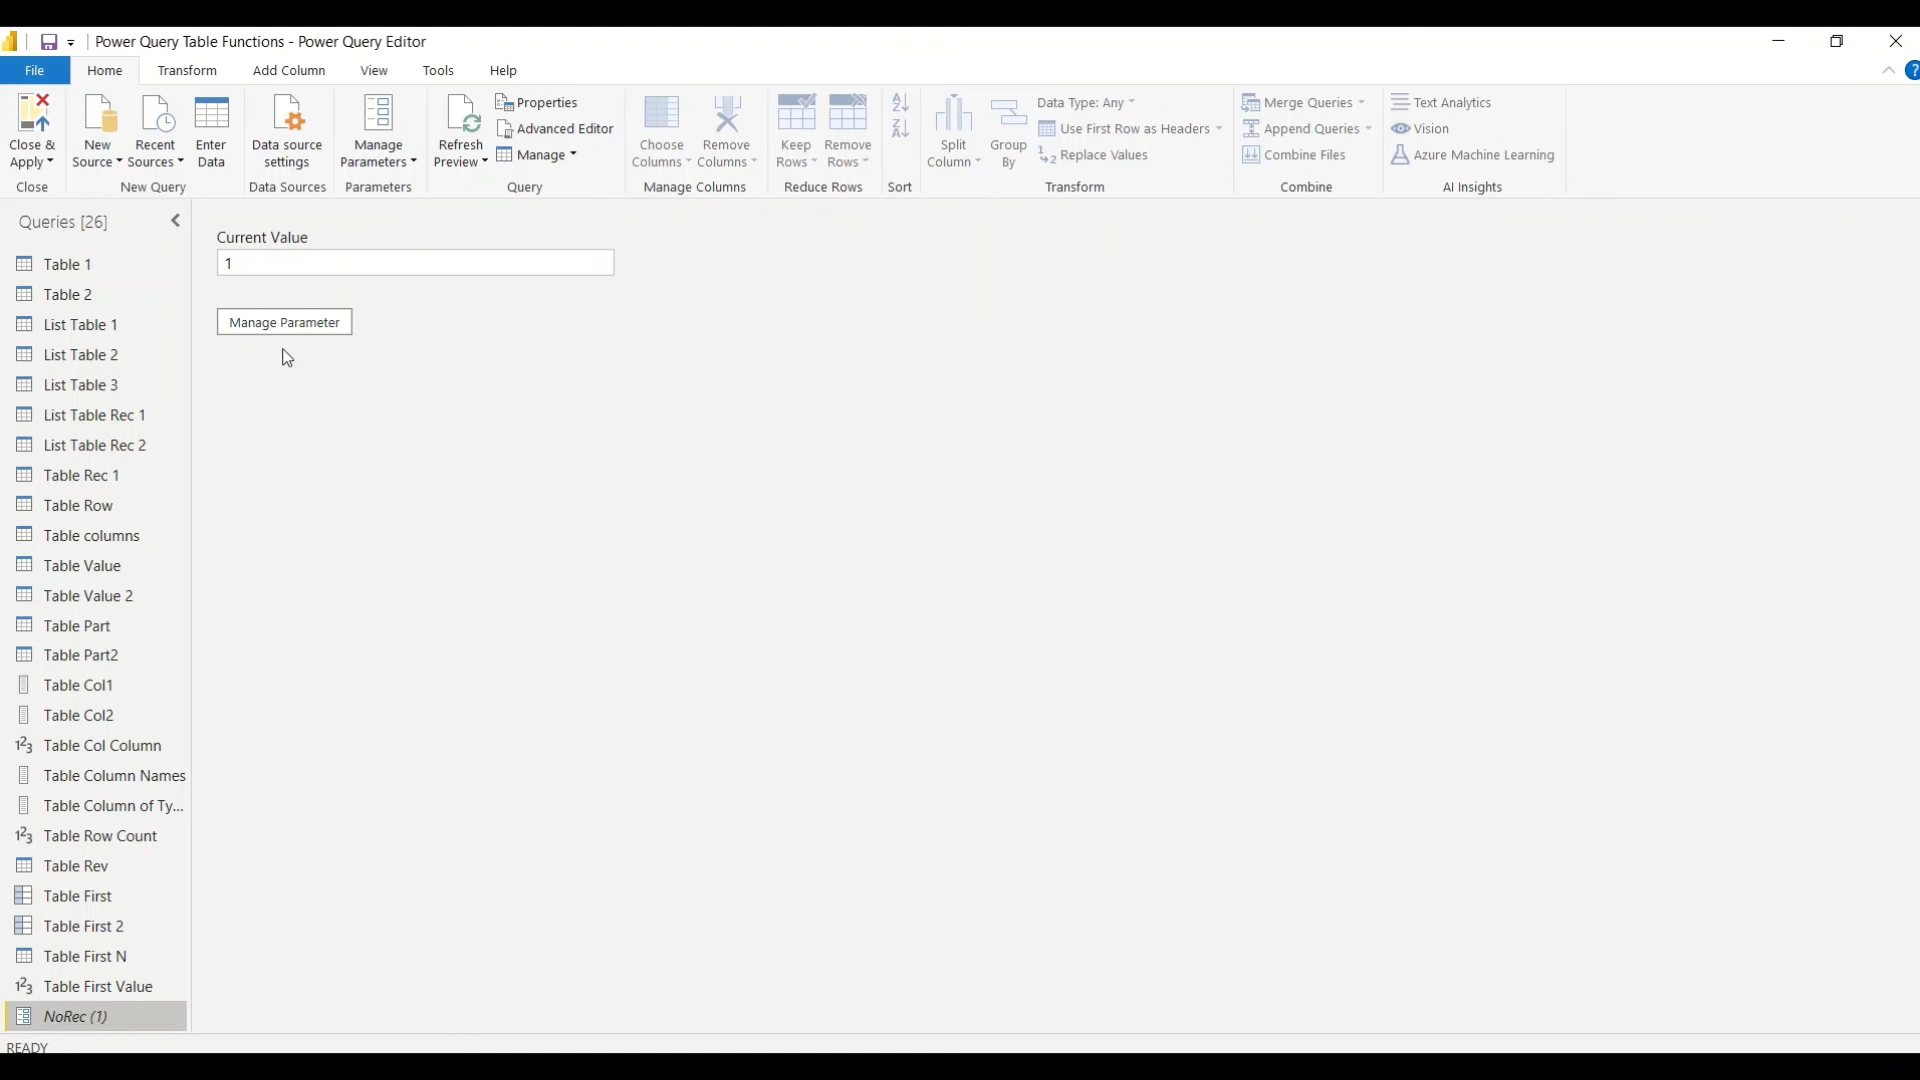 Power Query Table Functions - Power Query Editor
File
Home
Transform
Add Column
View
Tools
Help
?
Close &
Apply
Close
New
Source
Recent
Sources
Enter
Data
New Query
Data source
settings
Data Sources
Manage
Parameters
Parameters
Refresh
Preview
Properties
Advanced Editor
Manage
Query
Choose
Columns
Remove
Columns
Manage Columns
Keep
Rows
Remove
Rows
Reduce Rows
A
Z
Z
A
Sort
Split
Column
Group
By
Data Type: Any
Use First Row as Headers
1
2
Replace Values
Transform
Merge Queries
Append Queries
Combine Files
Combine
Text Analytics
Vision
Azure Machine Learning
AI Insights
Queries [26]
Table 1
Table 2
List Table 1
List Table 2
List Table 3
List Table Rec 1
List Table Rec 2
Table Rec 1
Table Row
Table columns
Table Value
Table Value 2
Table Part
Table Part2
Table Col1
Table Col2
123 Table Col Column
Table Column Names
Table Column of Ty...
123 Table Row Count
Table Rev
Table First
Table First 2
Table First N
123 Table First Value
NoRec (1)
Current Value
1
Manage Parameter
READY